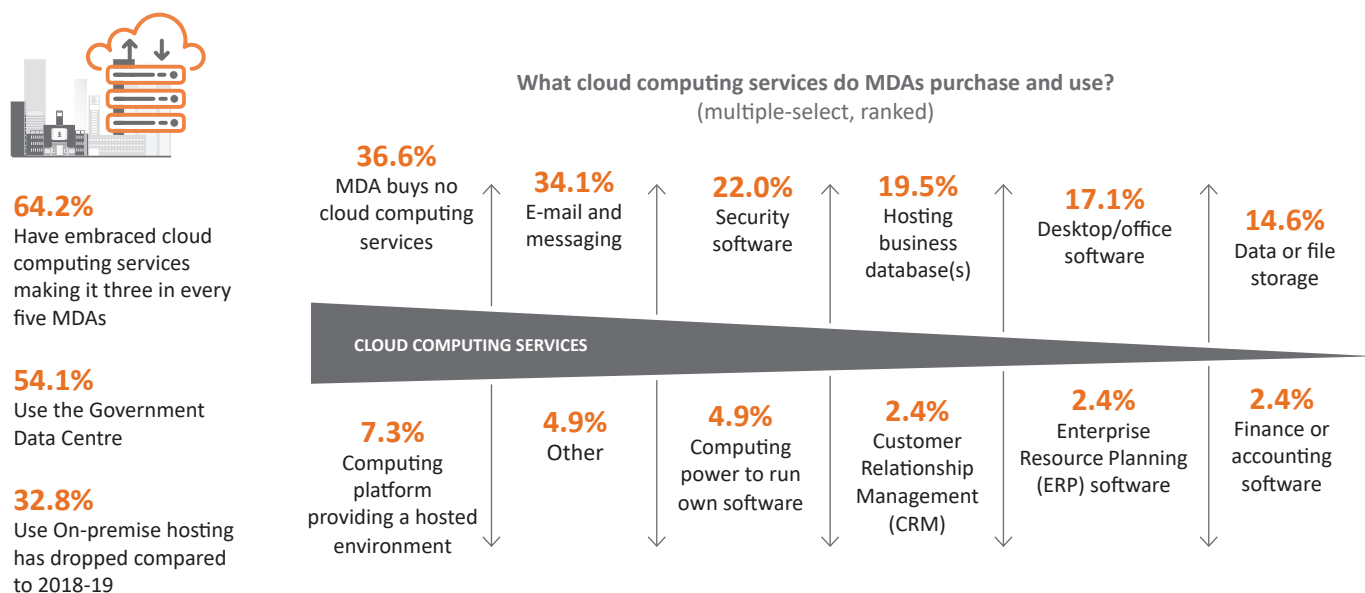 64.2%
Have embraced cloud
computing services
making it three in every
five MDAs
54.1%
Use the Government
Data Centre
32.8%
Use On-premise hosting
has dropped compared
to 2018-19
What cloud computing services do MDAs purchase and use?
(multiple-select, ranked)
36.6%
MDA buys no
cloud computing
services
34.1%
E-mail and
messaging
22.0%
Security
software
19.5%
Hosting
business
database(s)
17.1%
Desktop/office
software
14.6%
Data or file
storage
CLOUD COMPUTING SERVICES
7.3%
Computing
platform
providing a hosted
environment
4.9%
Other
4.9%
Computing
power to run
own software
2.4%
Customer
Relationship
Management
(CRM)
2.4%
Enterprise
Resource Planning
(ERP) software
2.4%
Finance or
accounting
software